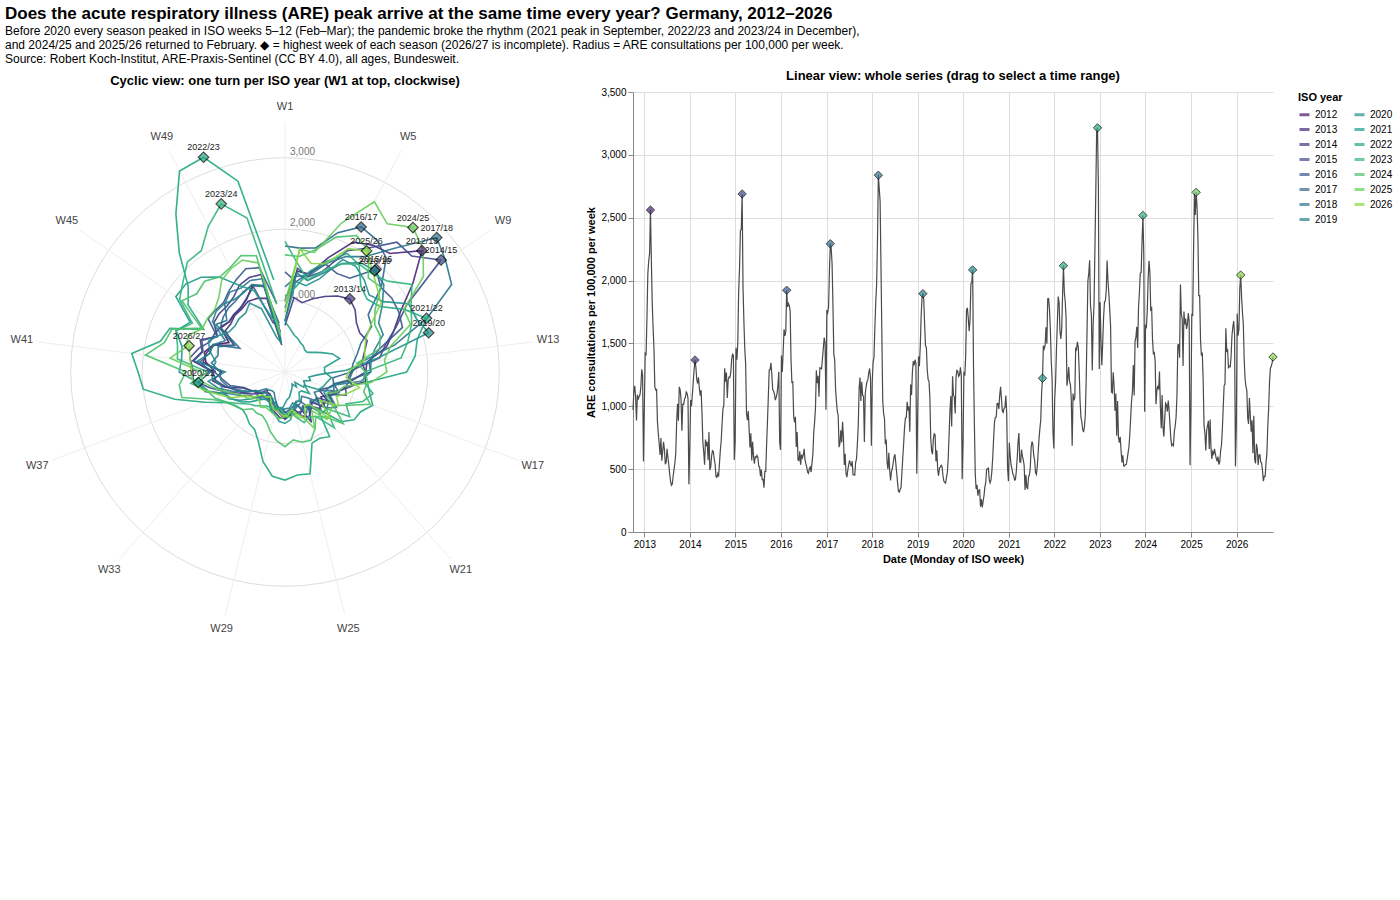 Does the acute respiratory illness (ARE) peak arrive at the same time every year? Germany, 2012–2026
Before 2020 every season peaked in ISO weeks 5–12 (Feb–Mar); the pandemic broke the rhythm (2021 peak in September, 2022/23 and 2023/24 in December),
and 2024/25 and 2025/26 returned to February. ◆ = highest week of each season (2026/27 is incomplete). Radius = ARE consultations per 100,000 per week.
Source: Robert Koch-Institut, ARE-Praxis-Sentinel (CC BY 4.0), all ages, Bundesweit.
Cyclic view: one turn per ISO year (W1 at top, clockwise)
W1
W5
W9
W13
W17
W21
W25
W29
W33
W37
W41
W45
W49
3,000
2,000
2022/23
2023/24
2016/17
2024/25
2017/18
2025/26
2012/13
2014/15
2013/14
2021/22
2019/20
2026/27
2020/21
Linear view: whole series (drag to select a time range)
ARE consultations per 100,000 per week
3,500
3,000
2,500
2,000
1,500
1,000
500
0
2013 2014 2015 2016 2017 2018 2019 2020 2021 2022 2023 2024 2025 2026
Date (Monday of ISO week)
ISO year
2012 2020
2013 2021
2014 2022
2015 2023
2016 2024
2017 2025
2018 2026
2019